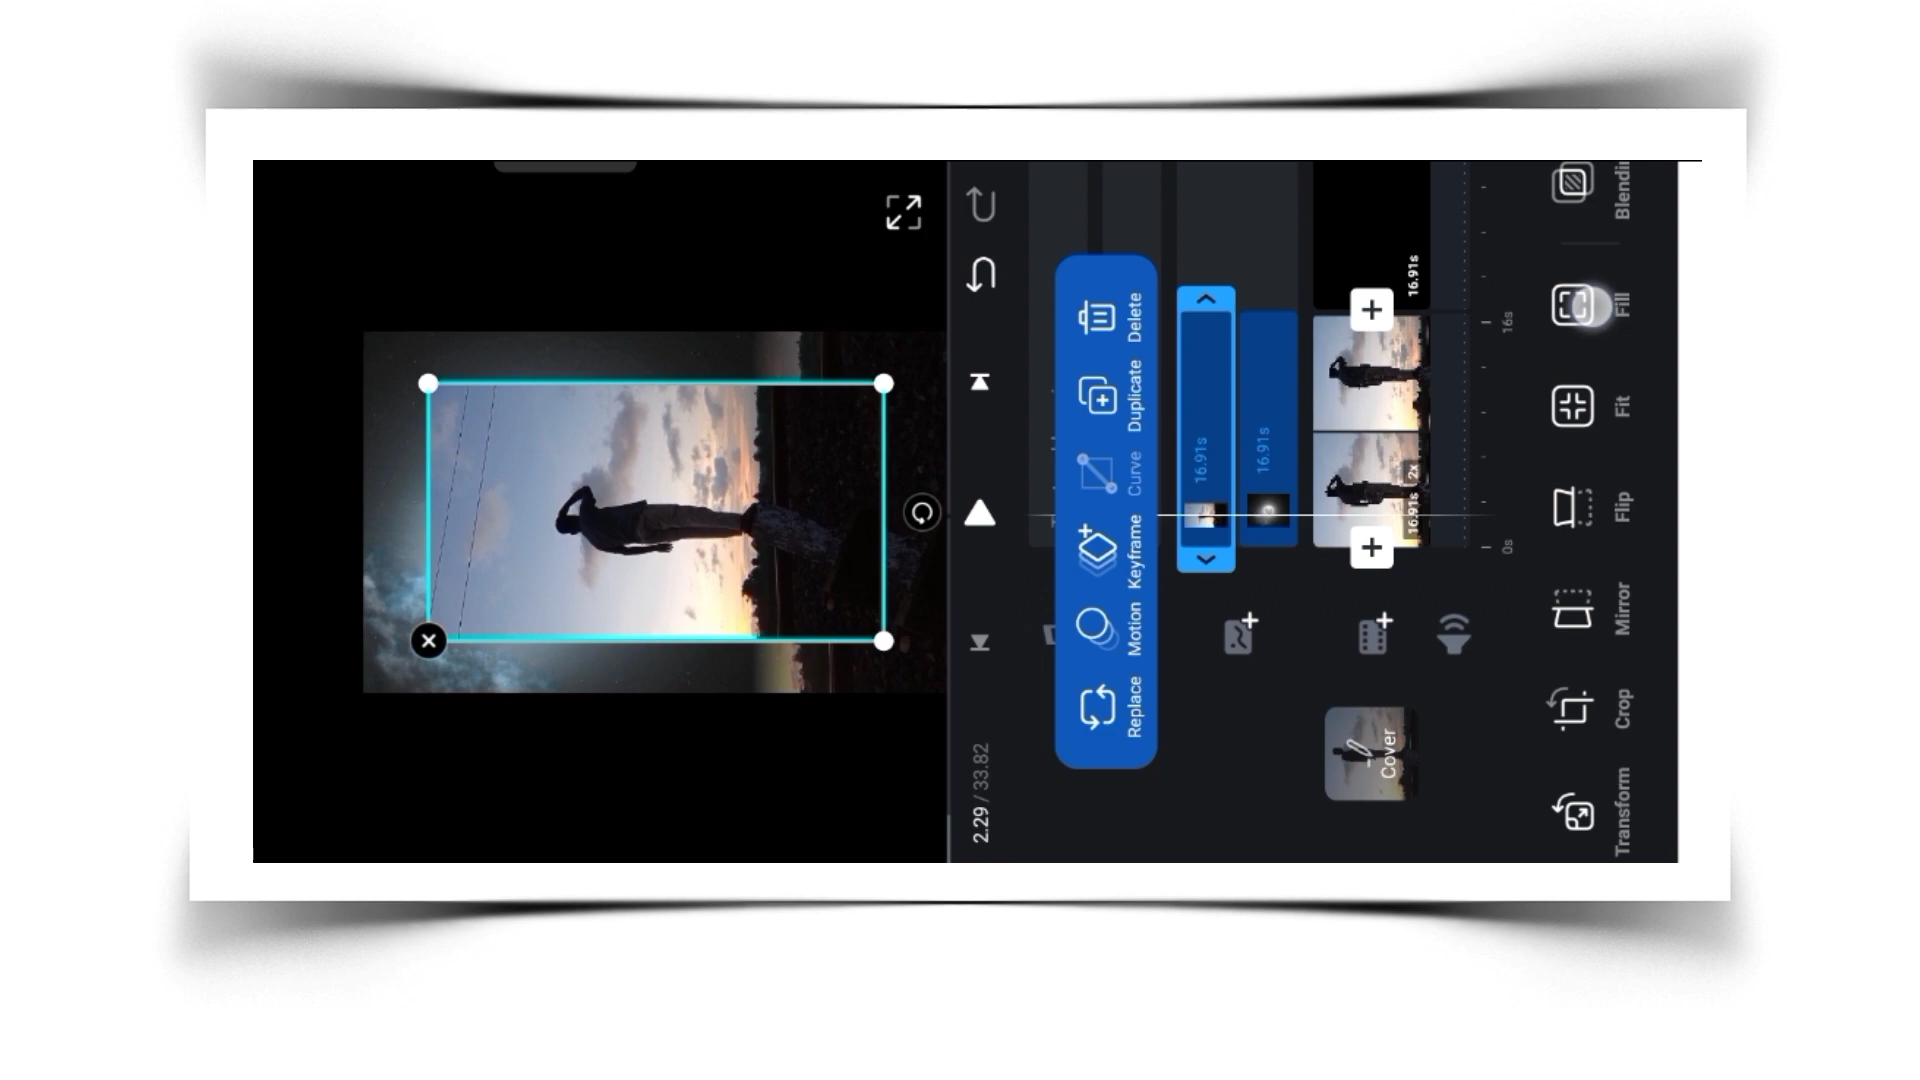 2.29 / 33.82
Replace Motion Keyframe Curve Duplicate Delete
16.91s
16.91s
16.91s 2x
16.91s
Cover
0s 16s
Transform Crop Mirror Flip Fit Fill Blendi